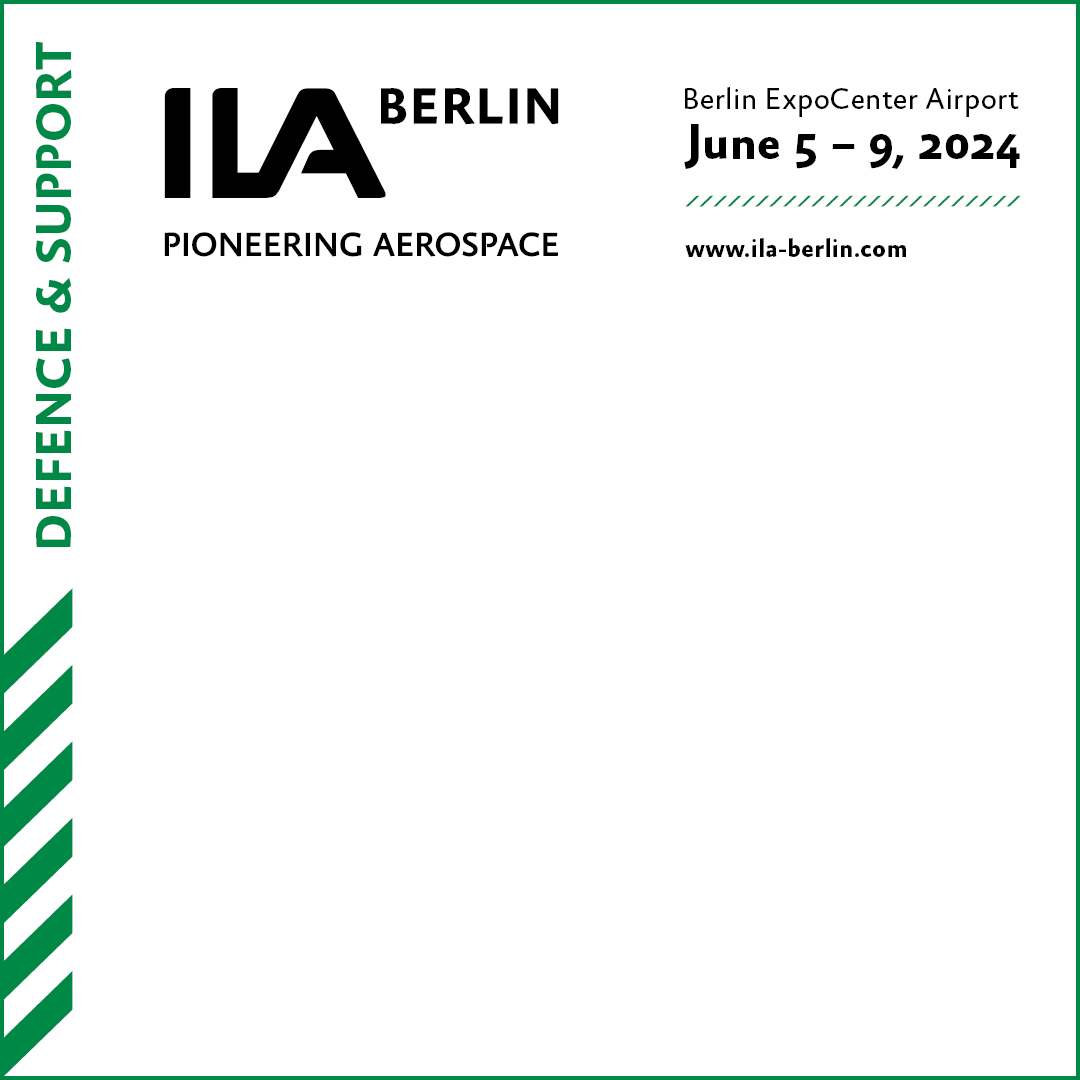 DEFENCE & SUPPORT
ILA BERLIN
PIONEERING AEROSPACE
Berlin ExpoCenter Airport
June 5 – 9, 2024
www.ila-berlin.com